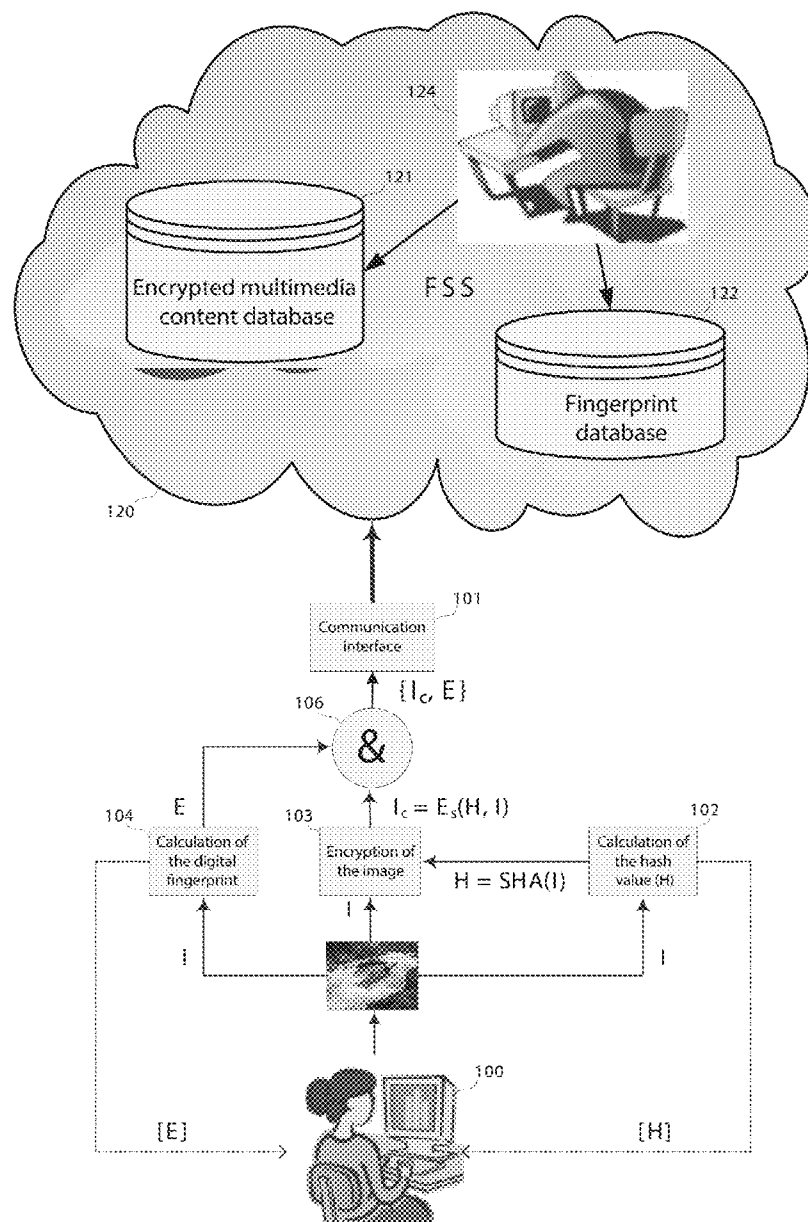 124
121
Encrypted multimedia
content database
FSS
122
Fingerprint
database
120
101
Communication
interface
{I_c, E}
106
&
E
I_c = E_s(H, I)
104
Calculation of
the digital
fingerprint
103
Encryption of
the image
102
Calculation of
the hash
value (H)
H = SHA(I)
I
I
I
100
[E]
[H]